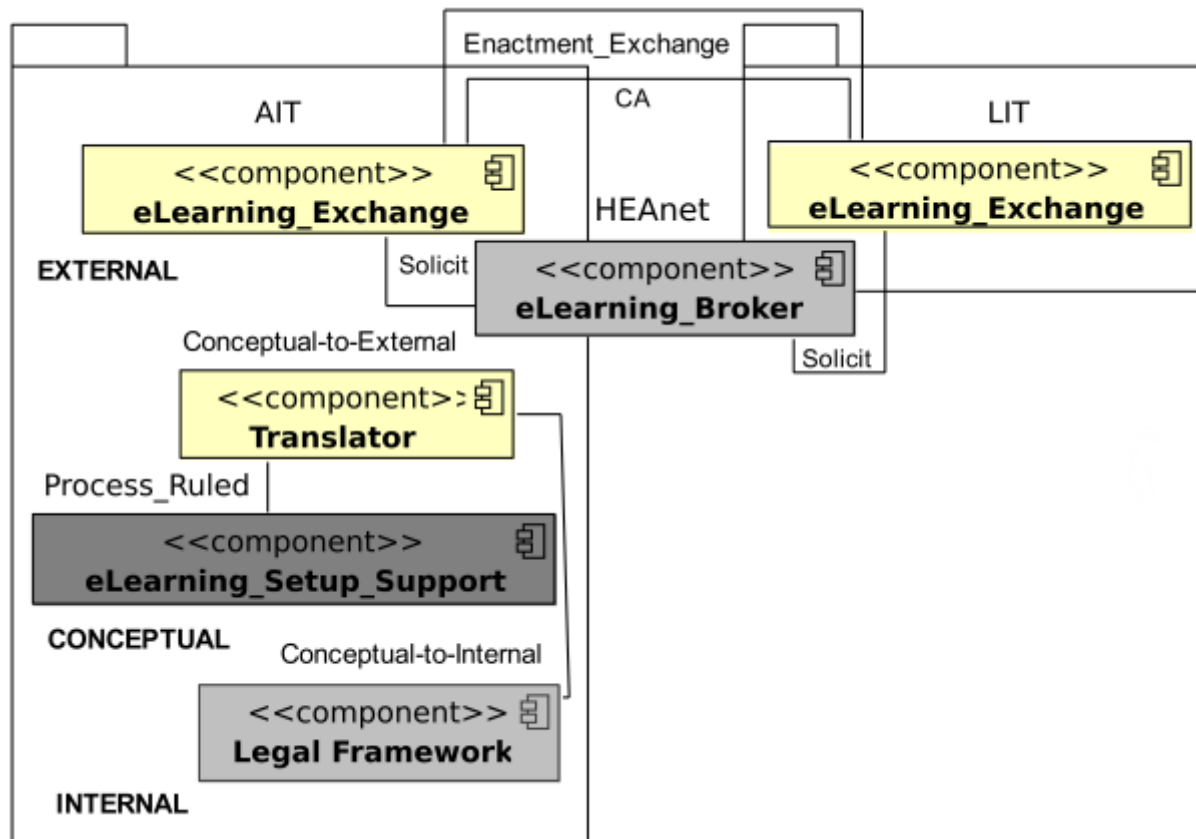 Enactment_Exchange
CA
AIT
LIT
<<component>>
eLearning_Exchange
<<component>>
eLearning_Exchange
HEAnet
EXTERNAL
Solicit
<<component>>
eLearning_Broker
Solicit
Conceptual-to-External
<<component>>
Translator
Process_Ruled
<<component>>
eLearning_Setup_Support
CONCEPTUAL
Conceptual-to-Internal
<<component>>
Legal Framework
INTERNAL